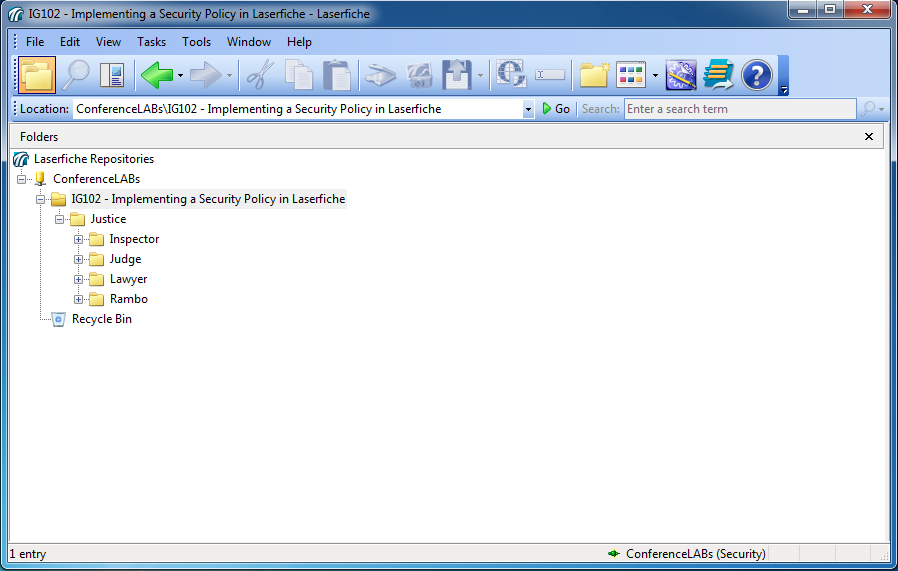 IG102 - Implementing a Security Policy in Laserfiche - Laserfiche
File Edit View Tasks Tools Window Help
Location: ConferenceLABs\IG102 - Implementing a Security Policy in Laserfiche Go Search: Enter a search term
Folders
Laserfiche Repositories
ConferenceLABs
IG102 - Implementing a Security Policy in Laserfiche
Justice
Inspector
Judge
Lawyer
Rambo
Recycle Bin
1 entry ConferenceLABs (Security)